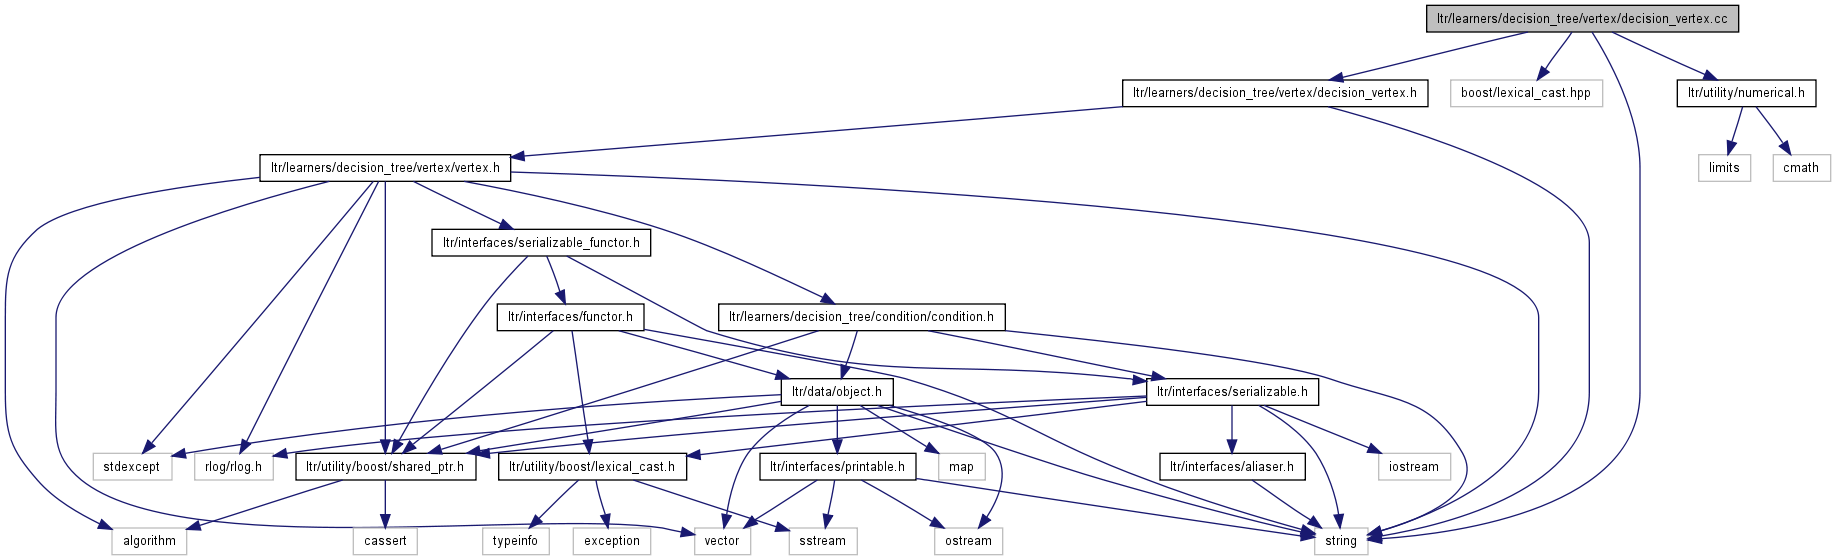 ltr/learners/decision_tree/vertex/decision_vertex.cc
ltr/learners/decision_tree/vertex/decision_vertex.h
boost/lexical_cast.hpp
ltr/utility/numerical.h
ltr/learners/decision_tree/vertex/vertex.h
limits
cmath
ltr/interfaces/serializable_functor.h
ltr/interfaces/functor.h
ltr/learners/decision_tree/condition/condition.h
ltr/data/object.h
ltr/interfaces/serializable.h
stdexcept
rlog/rlog.h
ltr/utility/boost/shared_ptr.h
ltr/utility/boost/lexical_cast.h
ltr/interfaces/printable.h
map
ltr/interfaces/aliaser.h
iostream
algorithm
cassert
typeinfo
exception
vector
sstream
ostream
string